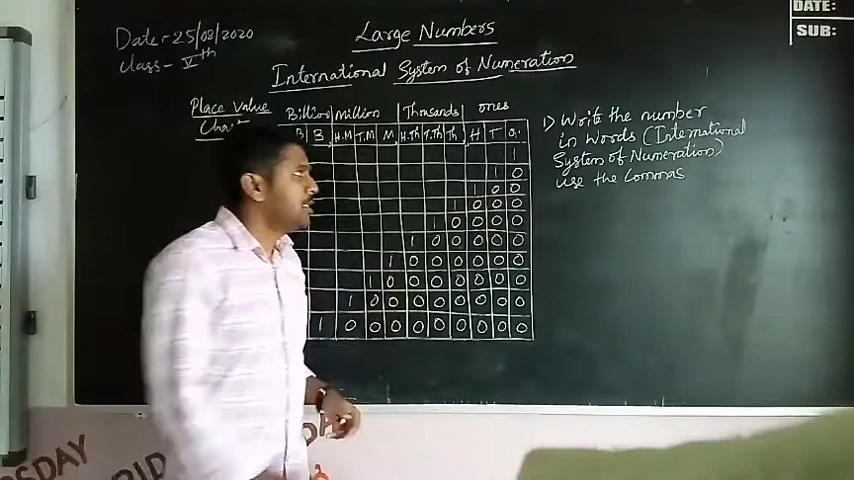 DATE:
SUB:
Date:- 25/08/2020
Class- Vth
Large Numbers
International System of Numeration
Place Value
Chart
Billion Million Thousands ones
B B, H.M T.M M, H.Th T.Th Th, H T O.
1
1 0
1 0 0
1 0 0 0
1 0 0 0 0
1 0 0 0 0 0
1 0 0 0 0 0 0
1 0 0 0 0 0 0 0
1 0 0 0 0 0 0 0 0
1 0 0 0 0 0 0 0 0 0
1) Write the number
in words (International
System of Numeration)
use the Commas